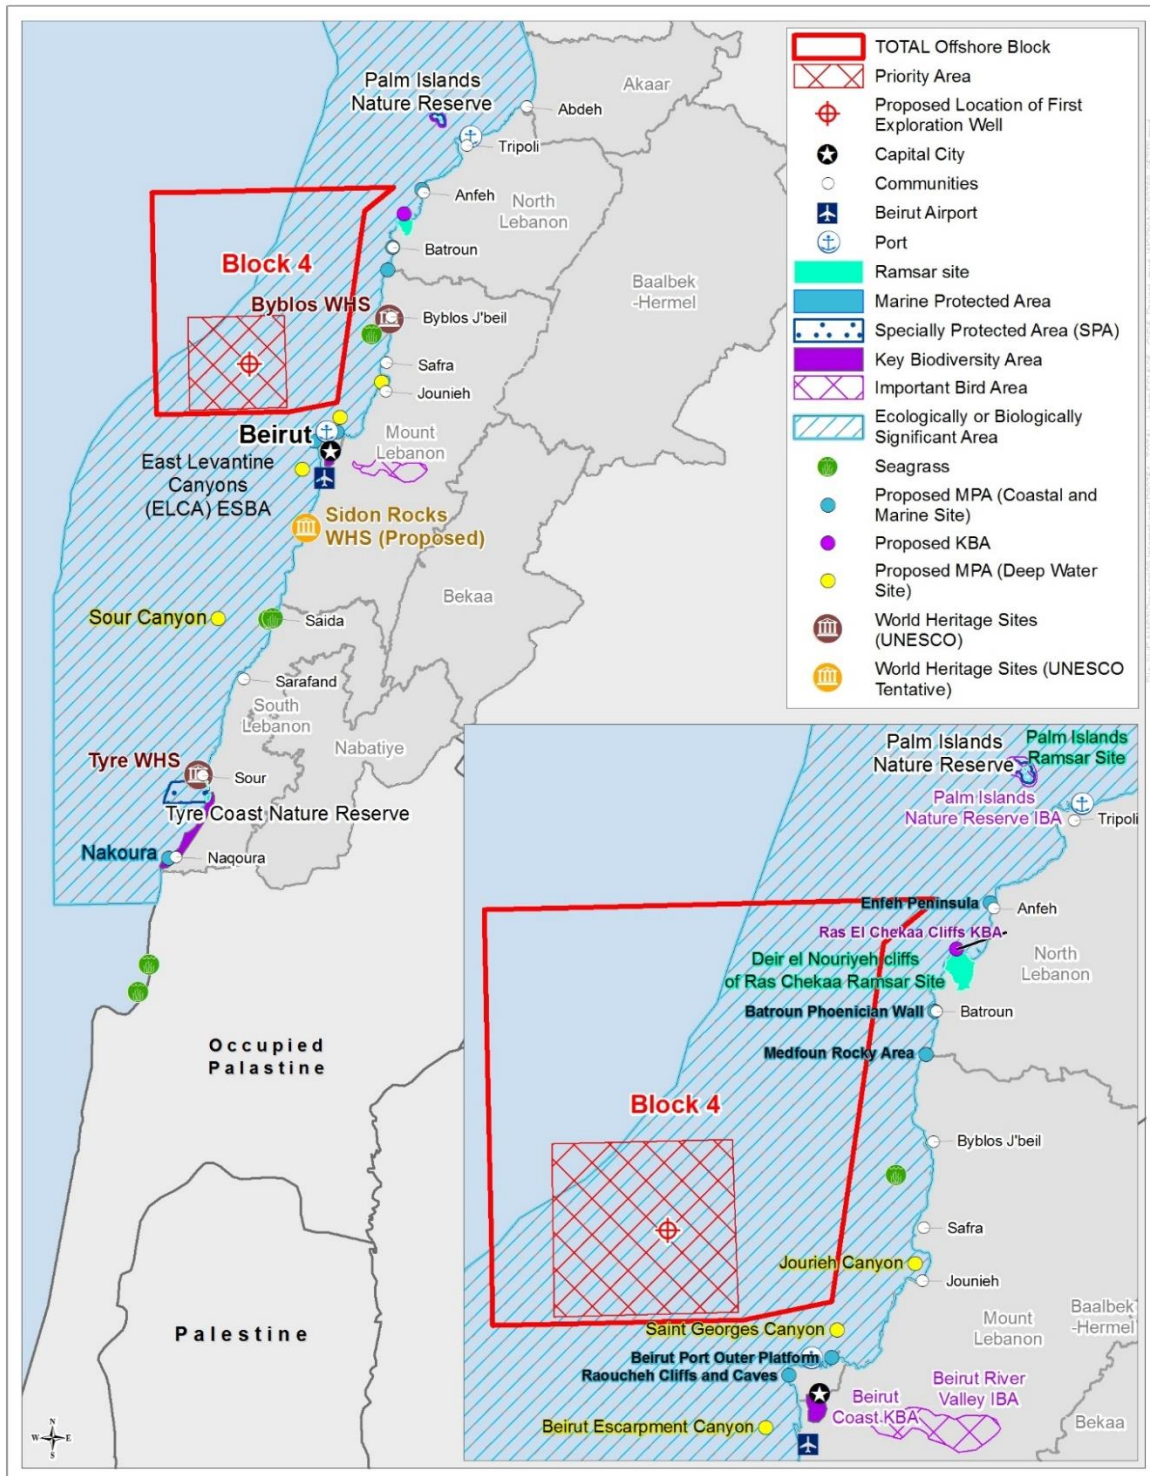 Palm Islands
Nature Reserve
Akaar
Abdeh
Tripoli
Anfeh
North
Lebanon
Batroun
Block 4
Baalbek
-Hermel
Byblos WHS
Byblos J'beil
Safra
Jounieh
Beirut
Mount
Lebanon
East Levantine
Canyons
(ELCA) ESBA
Sidon Rocks
WHS (Proposed)
Bekaa
Sour Canyon
Saida
Sarafand
South
Lebanon
Nabatiye
Tyre WHS
Sour
Tyre Coast Nature Reserve
Nakoura
Naqoura
Occupied
Palastine
Palestine
N
W E
S
TOTAL Offshore Block
Priority Area
Proposed Location of First
Exploration Well
Capital City
Communities
Beirut Airport
Port
Ramsar site
Marine Protected Area
Specially Protected Area (SPA)
Key Biodiversity Area
Important Bird Area
Ecologically or Biologically
Significant Area
Seagrass
Proposed MPA (Coastal and
Marine Site)
Proposed KBA
Proposed MPA (Deep Water
Site)
World Heritage Sites
(UNESCO)
World Heritage Sites (UNESCO
Tentative)
Palm Islands
Nature Reserve
Palm Islands
Ramsar Site
Palm Islands
Nature Reserve IBA
Tripoli
Enfeh Peninsula
Anfeh
Ras El Chekaa Cliffs KBA
Deir el Nouriyeh cliffs
of Ras Chekaa Ramsar Site
North
Lebanon
Batroun Phoenician Wall
Batroun
Medfoun Rocky Area
Block 4
Byblos J'beil
Safra
Jourieh Canyon
Jounieh
Mount
Lebanon
Baalbek
-Hermel
Saint Georges Canyon
Beirut Port Outer Platform
Raoucheh Cliffs and Caves
Beirut
Coast KBA
Beirut River
Valley IBA
Beirut Escarpment Canyon
Bekaa